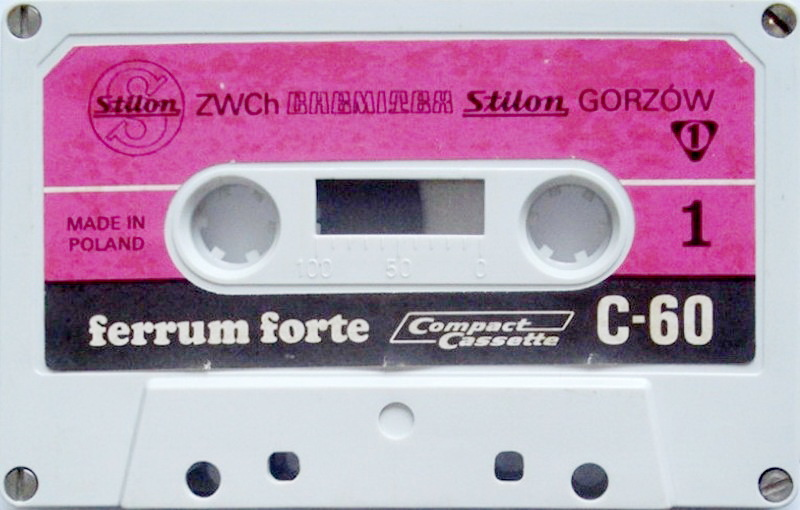 Stilon ZWCh CHEMITEX Stilon GORZÓW
1
MADE IN
POLAND
1
100 50 0
ferrum forte Compact Cassette C-60